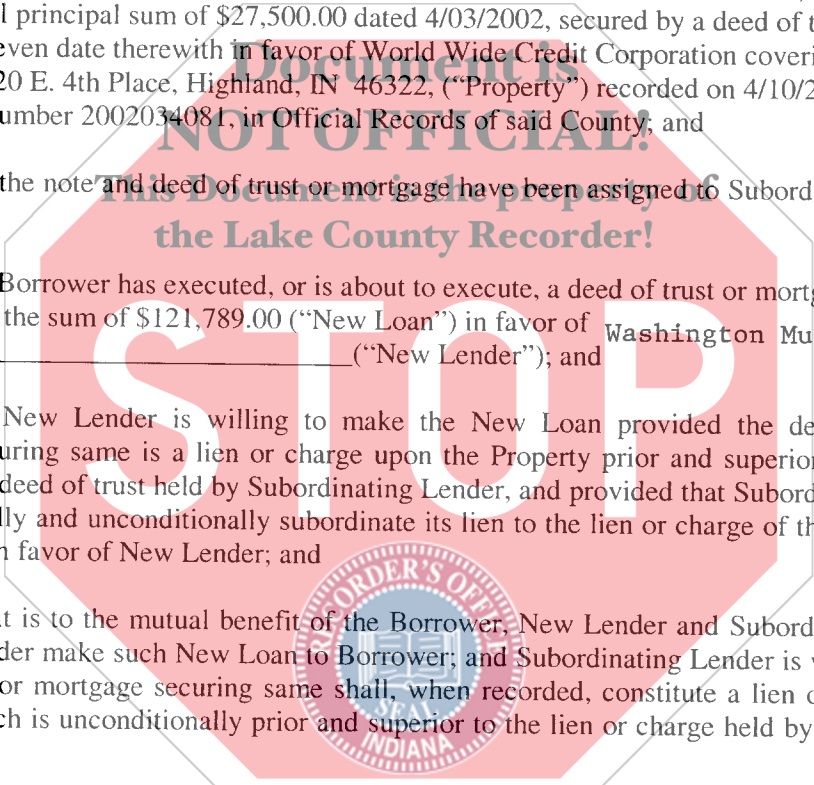 l principal sum of $27,500.00 dated 4/03/2002, secured by a deed of t
even date therewith in favor of World Wide Credit Corporation coveri
Document is
20 E. 4th Place, Highland, IN 46322, (“Property”) recorded on 4/10/2
umber 2002034081, in Official Records of said County; and
NOT OFFICIAL!
the note and deed of trust or mortgage have been assigned to Subord
This Document is the property of
the Lake County Recorder!
Borrower has executed, or is about to execute, a deed of trust or mortg
the sum of $121,789.00 (“New Loan”) in favor of Washington Mu
(“New Lender”); and
STOP
New Lender is willing to make the New Loan provided the de
uring same is a lien or charge upon the Property prior and superior
deed of trust held by Subordinating Lender, and provided that Subord
lly and unconditionally subordinate its lien to the lien or charge of th
n favor of New Lender; and
t is to the mutual benefit of the Borrower, New Lender and Subord
der make such New Loan to Borrower; and Subordinating Lender is v
or mortgage securing same shall, when recorded, constitute a lien o
ch is unconditionally prior and superior to the lien or charge held by
RECORDER'S OFFICE
SEAL
INDIANA